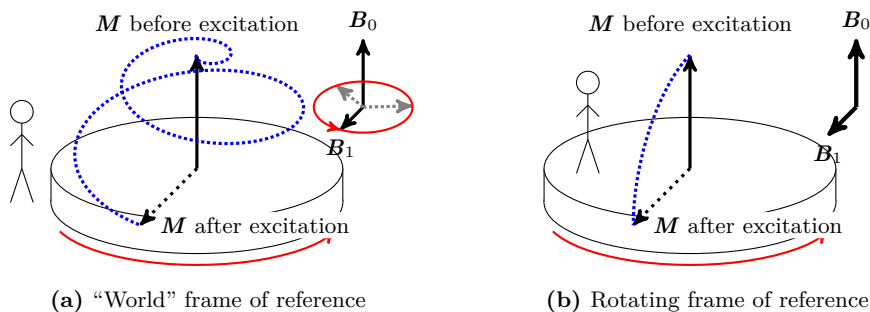 M before excitation
B₀
B₁
M after excitation
(a) “World” frame of reference
M before excitation
B₀
B₁
M after excitation
(b) Rotating frame of reference